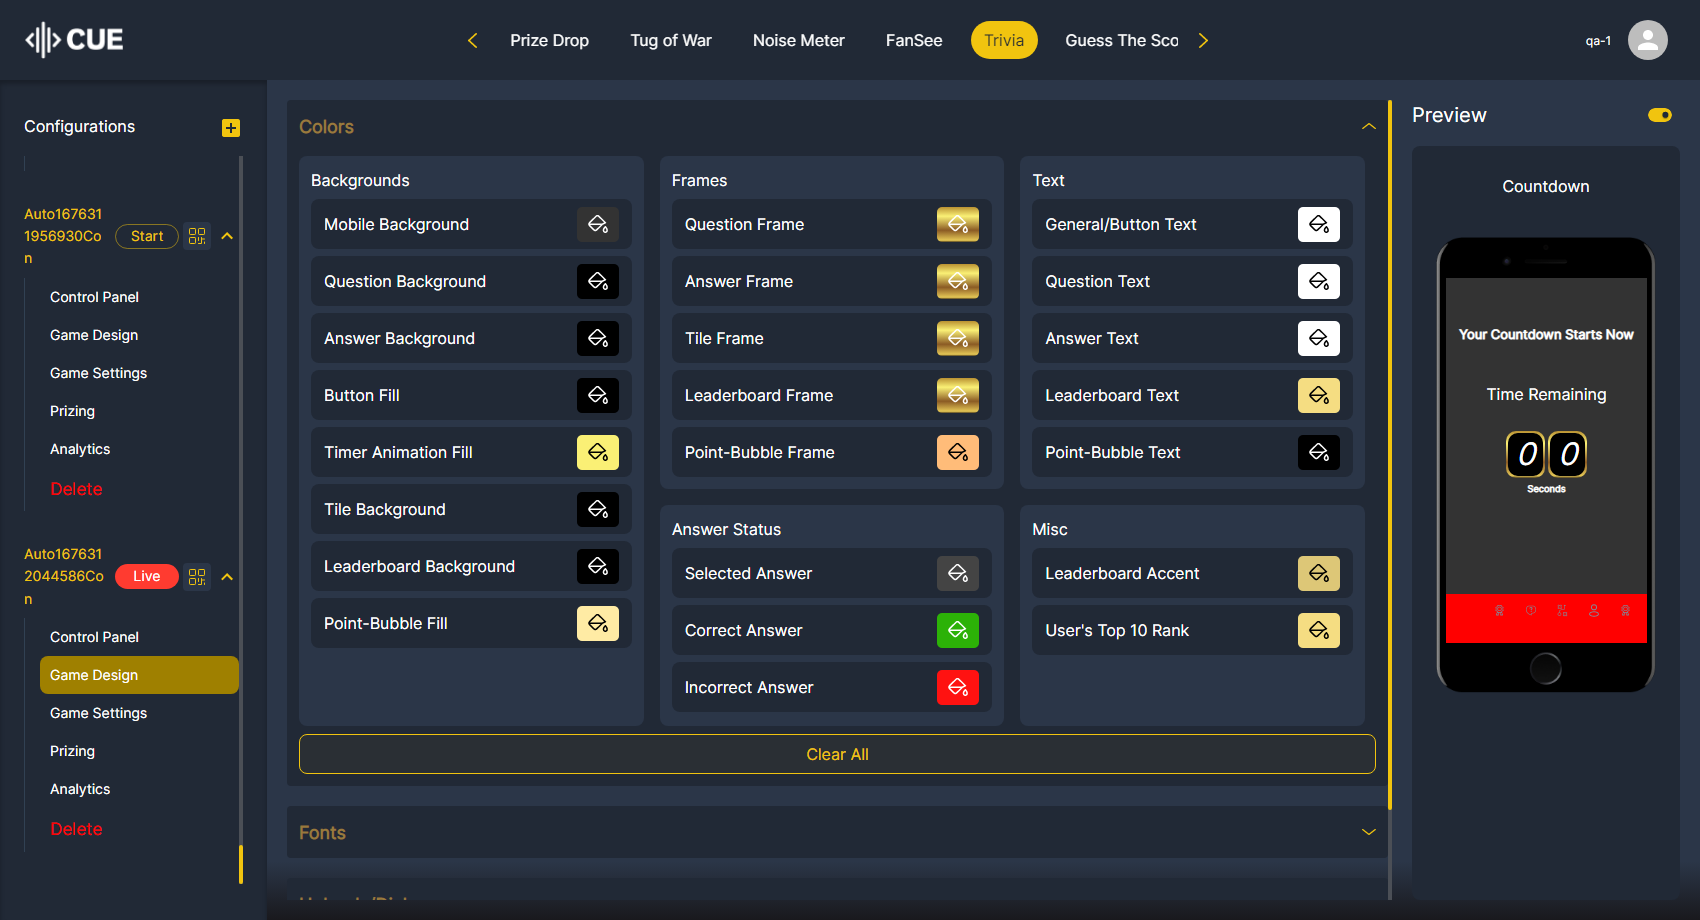 CUE
Prize Drop
Tug of War
Noise Meter
FanSee
Trivia
Guess The Sco
qa-1
Configurations
Auto167631
1956930Co
n
Start
Control Panel
Game Design
Game Settings
Prizing
Analytics
Delete
Auto167631
2044586Co
n
Live
Control Panel
Game Design
Game Settings
Prizing
Analytics
Delete
Colors
Backgrounds
Mobile Background
Question Background
Answer Background
Button Fill
Timer Animation Fill
Tile Background
Leaderboard Background
Point-Bubble Fill
Frames
Question Frame
Answer Frame
Tile Frame
Leaderboard Frame
Point-Bubble Frame
Text
General/Button Text
Question Text
Answer Text
Leaderboard Text
Point-Bubble Text
Answer Status
Selected Answer
Correct Answer
Incorrect Answer
Misc
Leaderboard Accent
User's Top 10 Rank
Clear All
Fonts
Preview
Countdown
Your Countdown Starts Now
Time Remaining
0 0
Seconds